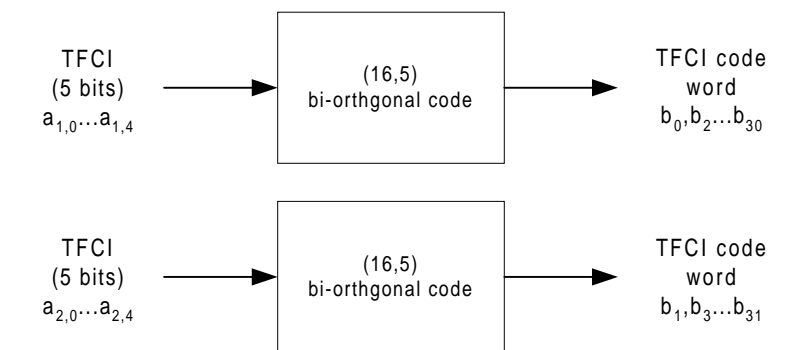 TFCI
(5 bits)
a1,0...a1,4
(16,5)
bi-orthgonal code
TFCI code
word
b0,b2...b30
TFCI
(5 bits)
a2,0...a2,4
(16,5)
bi-orthgonal code
TFCI code
word
b1,b3...b31